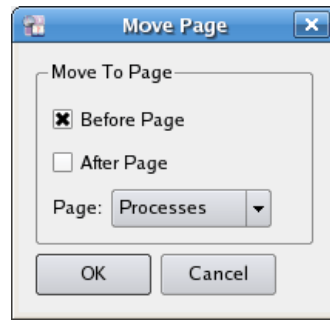 Move Page
Move To Page
Before Page
After Page
Page: Processes
OK Cancel